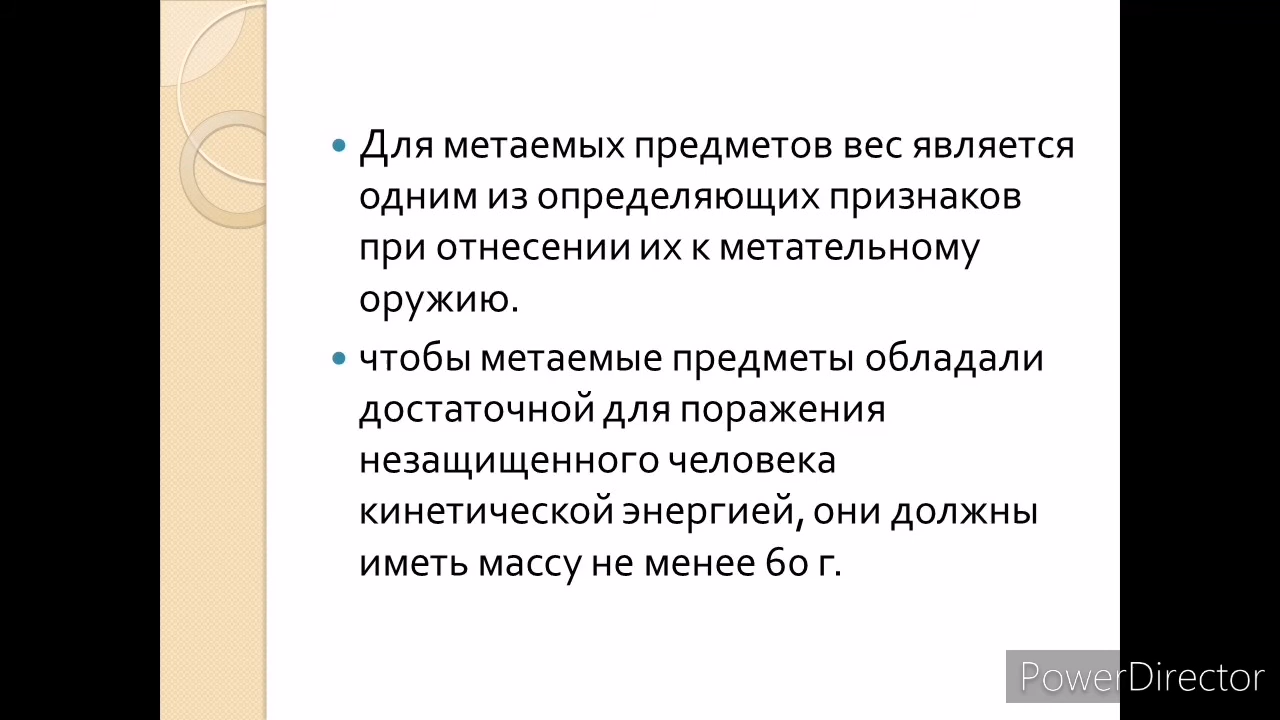 Для метаемых предметов вес является
одним из определяющих признаков
при отнесении их к метательному
оружию.
чтобы метаемые предметы обладали
достаточной для поражения
незащищенного человека
кинетической энергией, они должны
иметь массу не менее 60 г.
PowerDirector